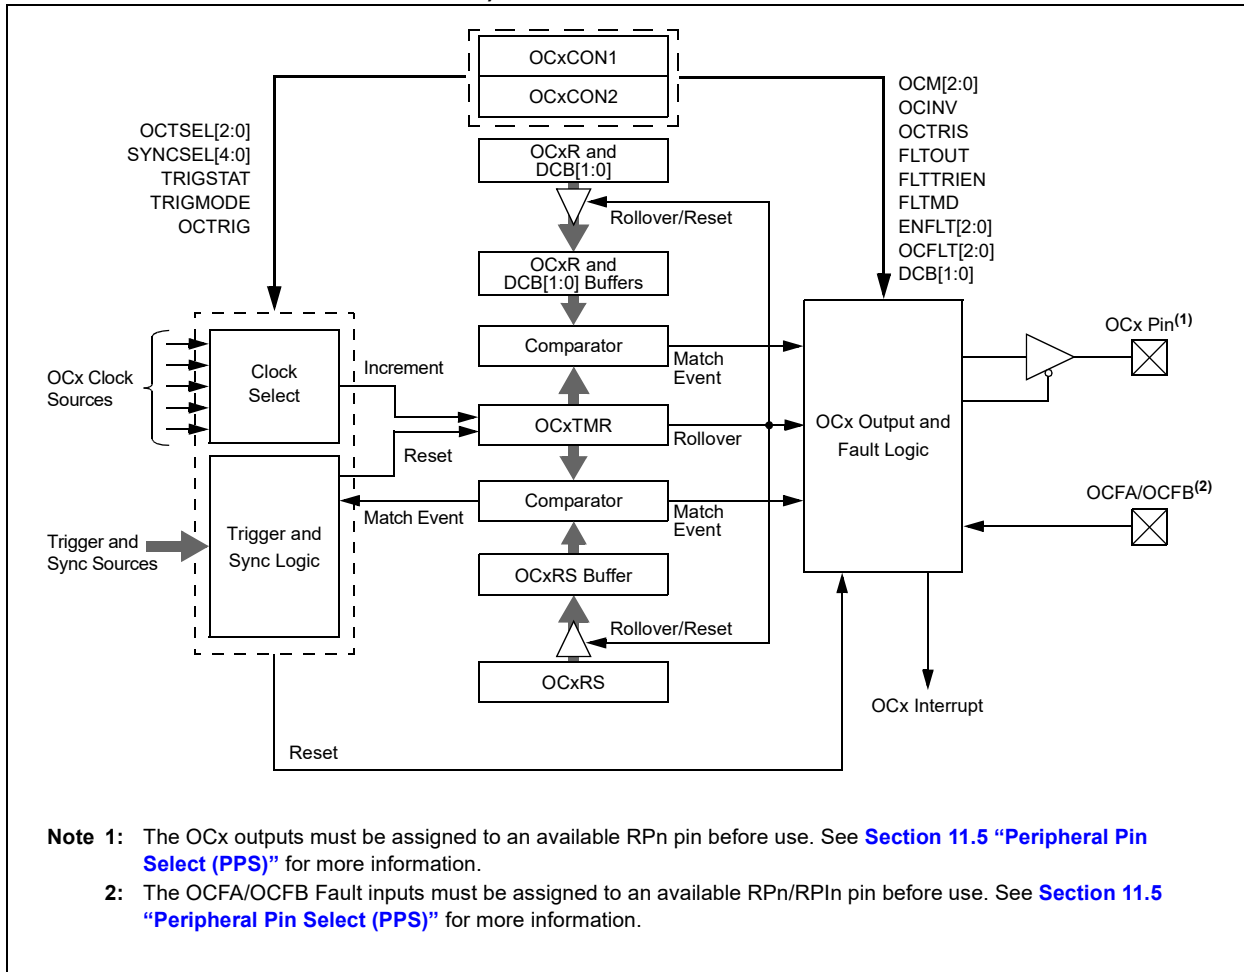 OCxCON1
OCxCON2
OCTSEL[2:0]
SYNCSEL[4:0]
TRIGSTAT
TRIGMODE
OCTRIG
OCM[2:0]
OCINV
OCTRIS
FLTOUT
FLTTRIEN
FLTMD
ENFLT[2:0]
OCFLT[2:0]
DCB[1:0]
OCxR and
DCB[1:0]
Rollover/Reset
OCxR and
DCB[1:0] Buffers
Comparator
Match
Event
OCx Clock
Sources
Clock
Select
Increment
OCxTMR
Rollover
Reset
Comparator
Match Event
Match
Event
Trigger and
Sync Sources
Trigger and
Sync Logic
OCxRS Buffer
Rollover/Reset
OCxRS
OCx Output and
Fault Logic
OCx Pin(1)
OCFA/OCFB(2)
OCx Interrupt
Reset
Note 1: The OCx outputs must be assigned to an available RPn pin before use. See Section 11.5 “Peripheral Pin
Select (PPS)” for more information.
2: The OCFA/OCFB Fault inputs must be assigned to an available RPn/RPIn pin before use. See Section 11.5
“Peripheral Pin Select (PPS)” for more information.